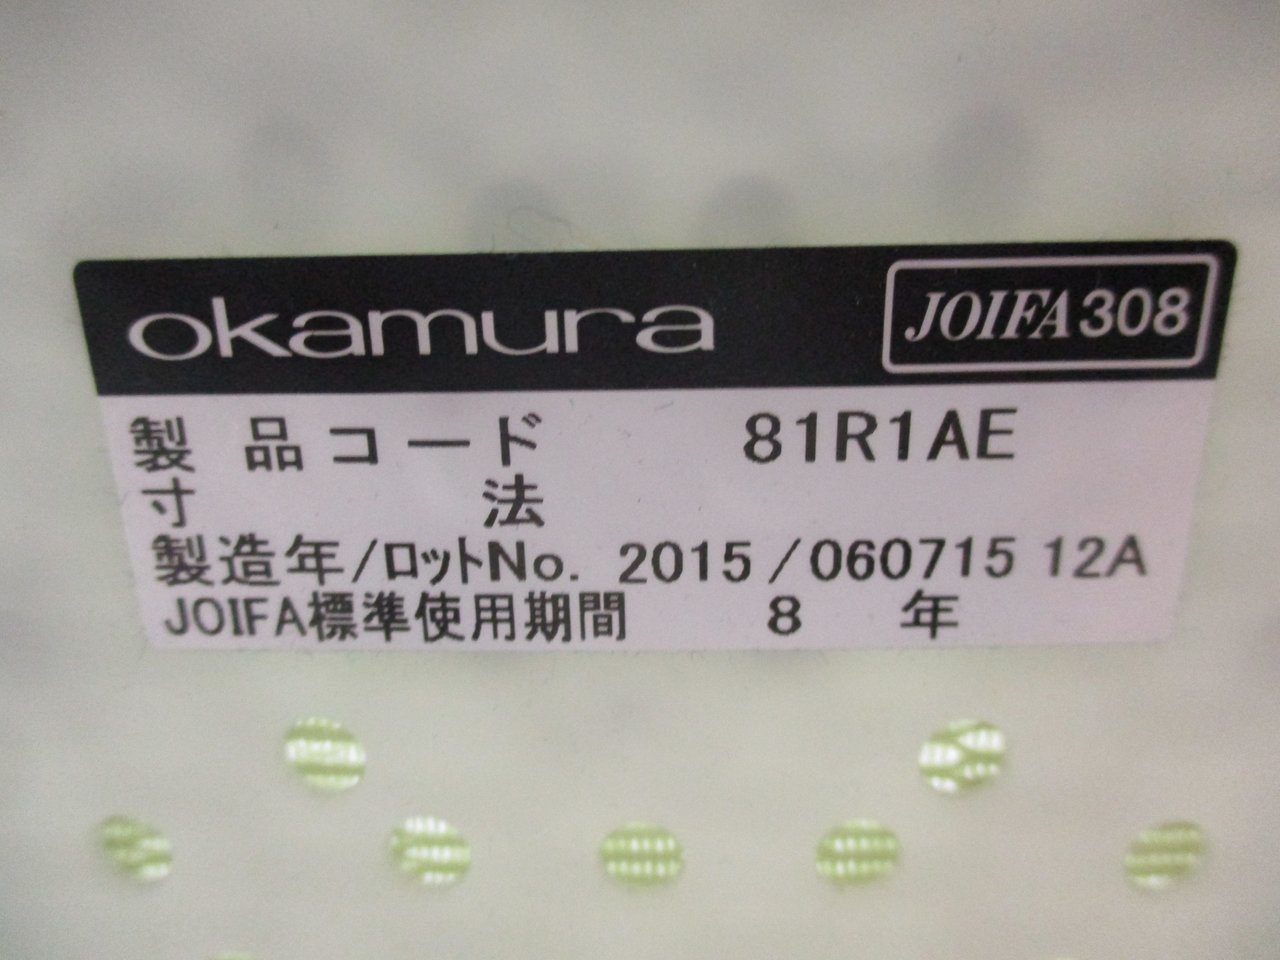 okamura JOIFA308
製品コード 81R1AE
寸法
製造年/ロットNo. 2015/060715 12A
JOIFA標準使用期間 8 年